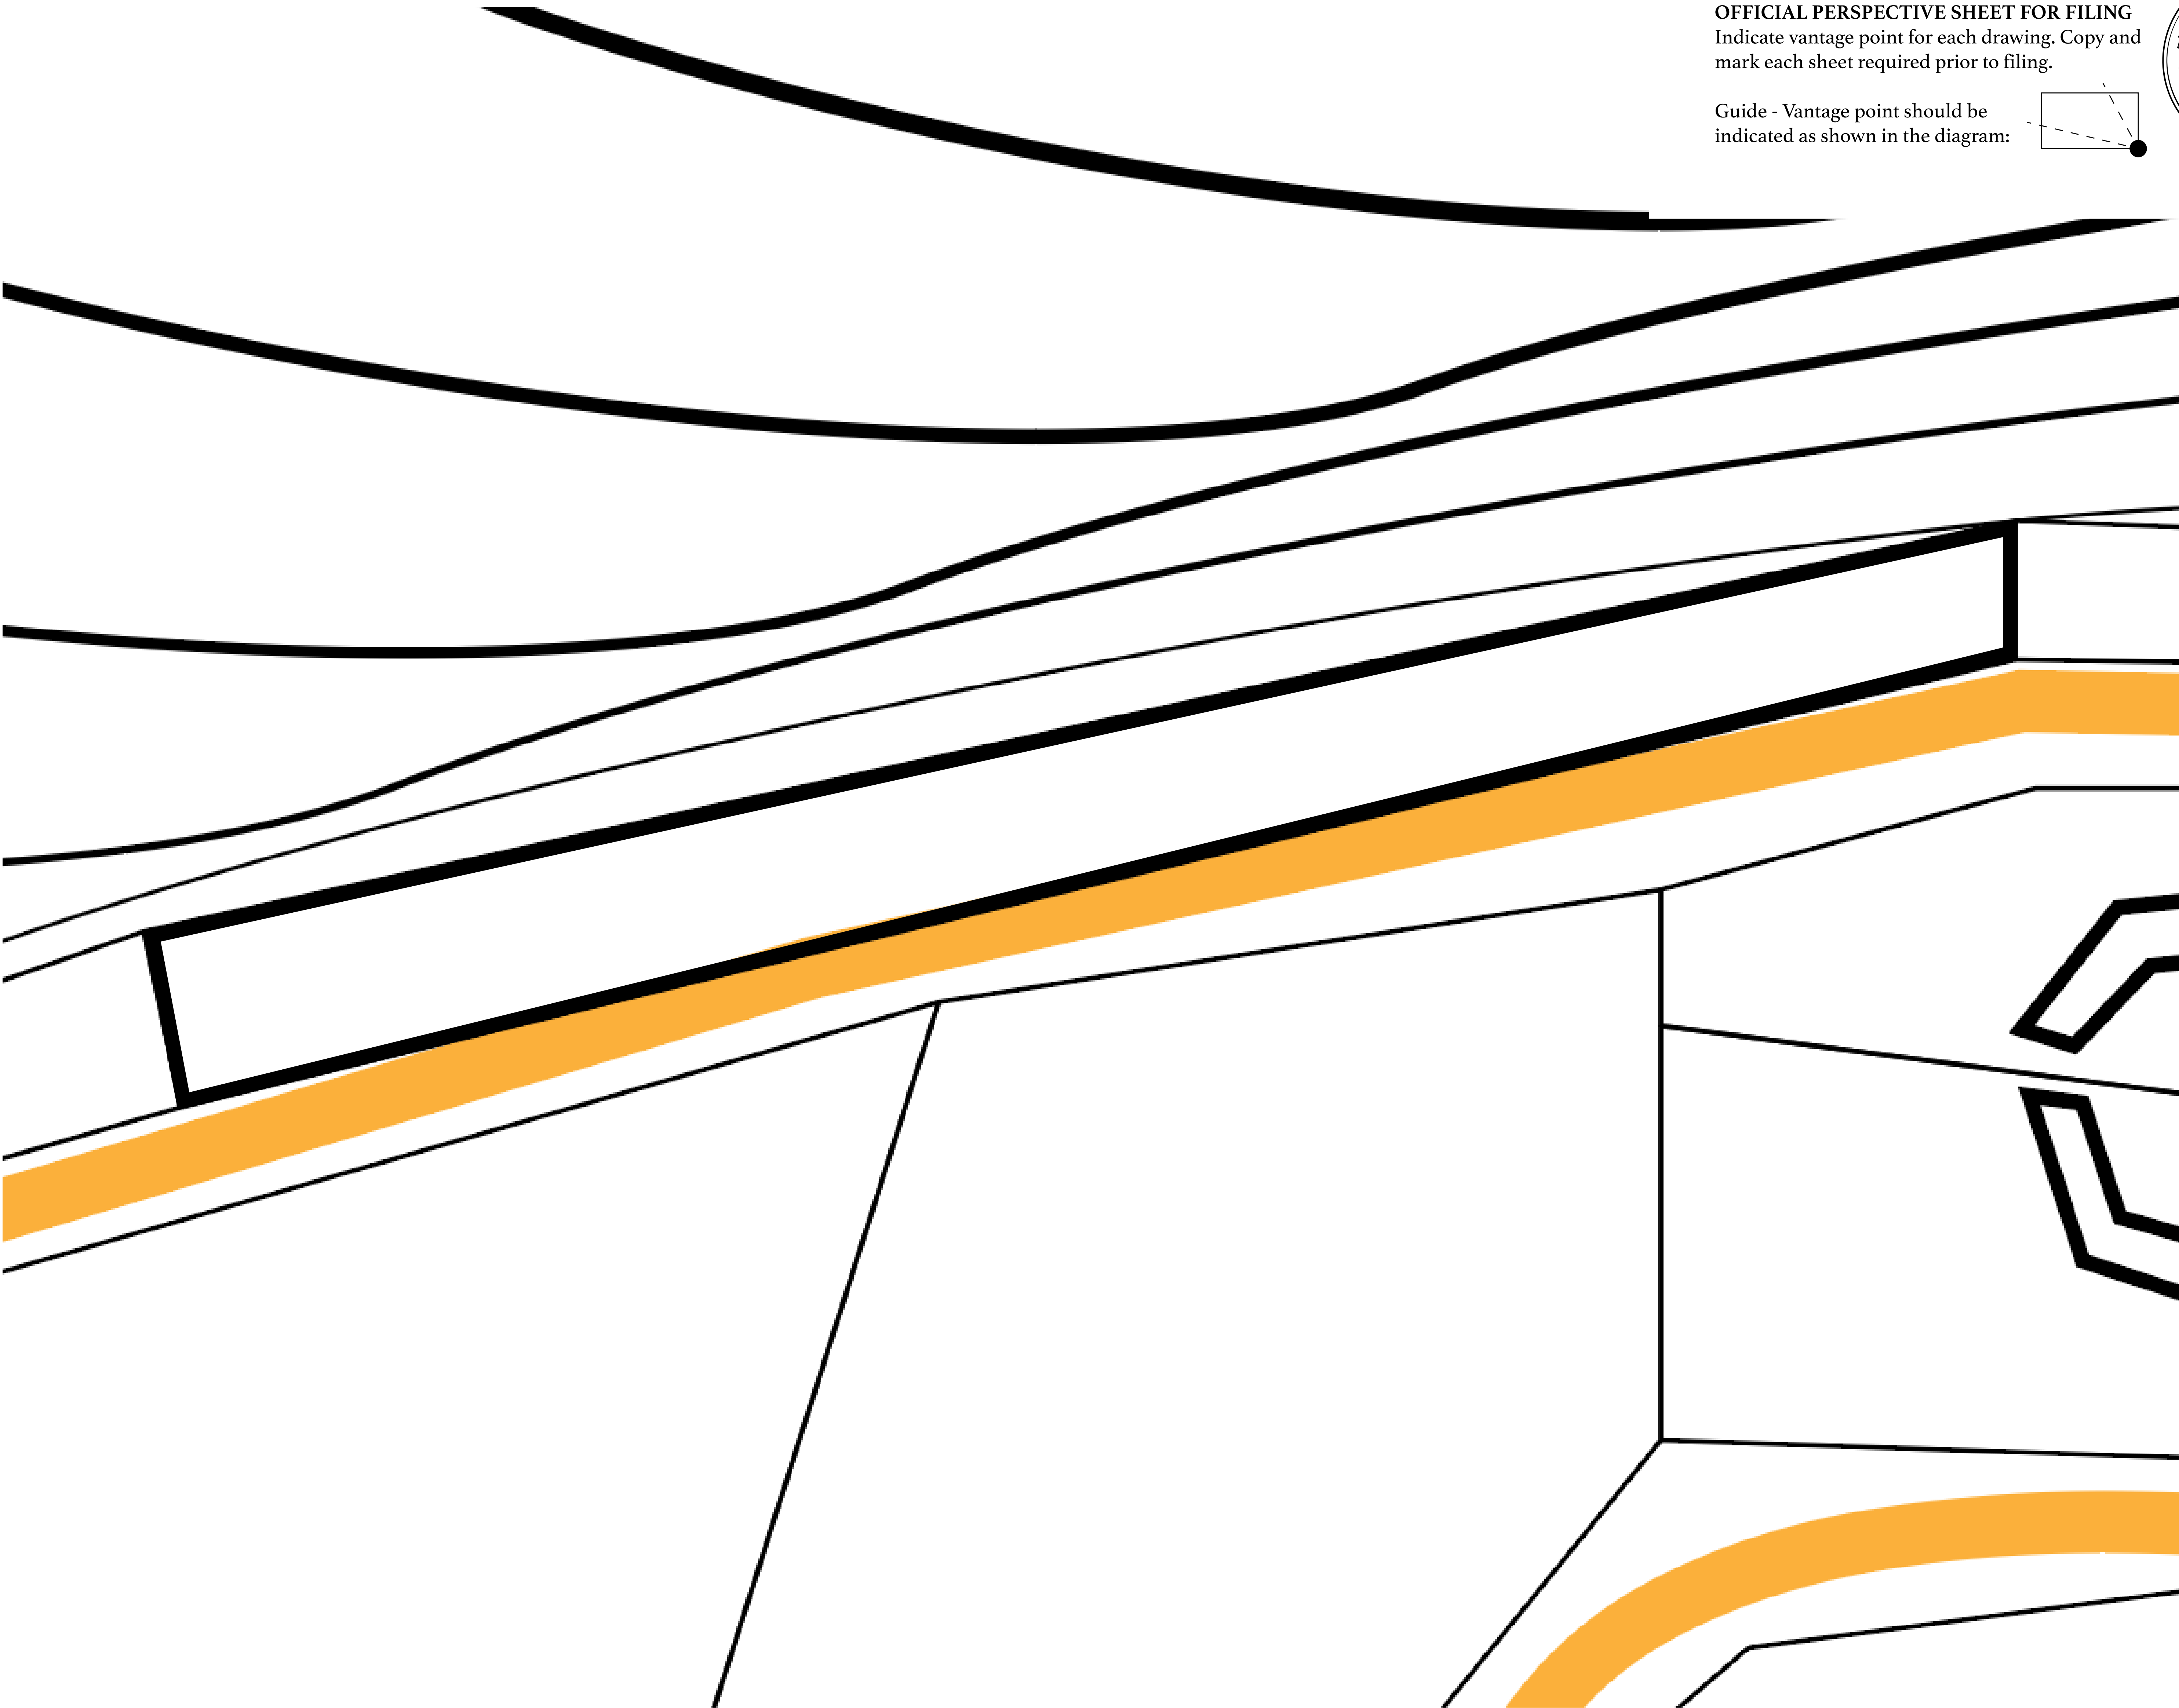 OFFICIAL PERSPECTIVE SHEET FOR FILING
Indicate vantage point for each drawing. Copy and
mark each sheet required prior to filing.
Guide - Vantage point should be
indicated as shown in the diagram: